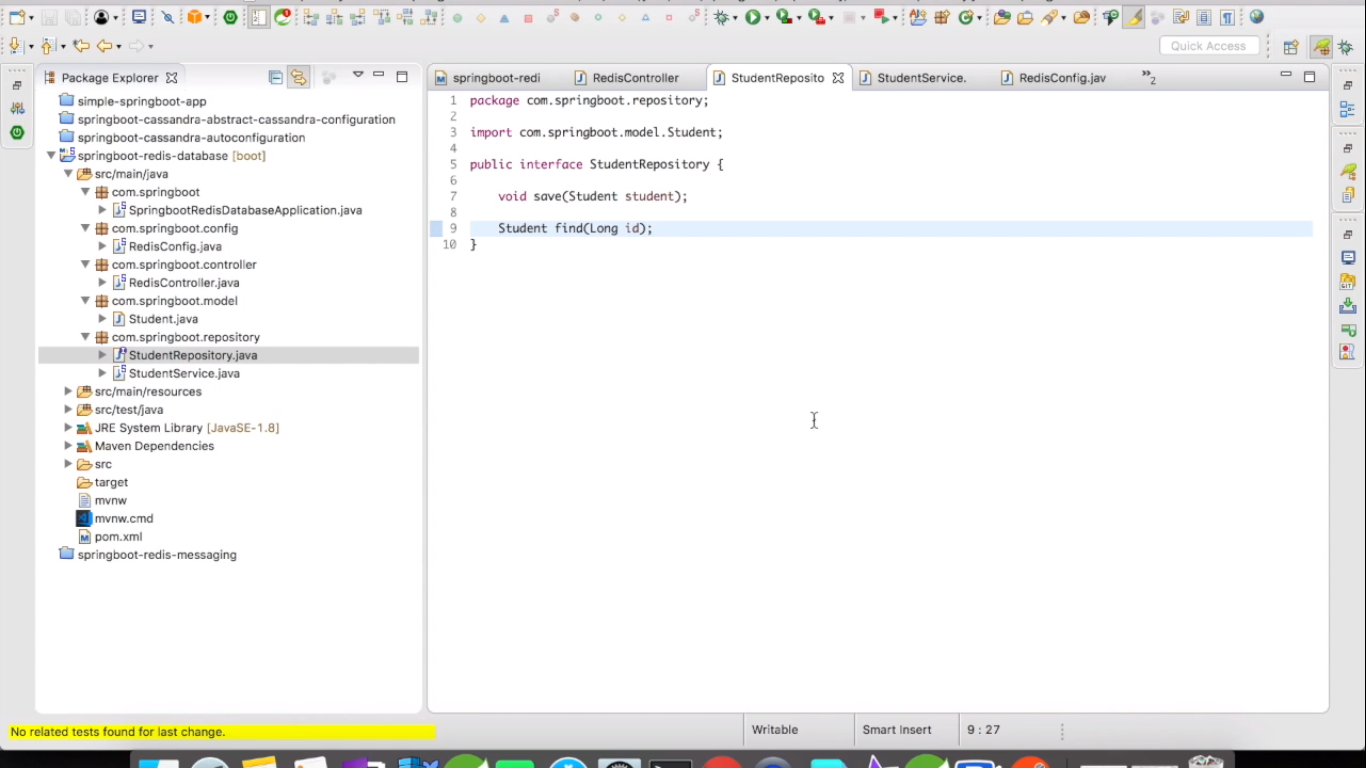 Quick Access
Package Explorer
simple-springboot-app
springboot-cassandra-abstract-cassandra-configuration
springboot-cassandra-autoconfiguration
springboot-redis-database [boot]
src/main/java
com.springboot
SpringbootRedisDatabaseApplication.java
com.springboot.config
RedisConfig.java
com.springboot.controller
RedisController.java
com.springboot.model
Student.java
com.springboot.repository
StudentRepository.java
StudentService.java
src/main/resources
src/test/java
JRE System Library [JavaSE-1.8]
Maven Dependencies
src
target
mvnw
mvnw.cmd
pom.xml
springboot-redis-messaging
springboot-redi
RedisController
StudentReposito
StudentService.
RedisConfig.jav
»2
1 package com.springboot.repository;
2
3 import com.springboot.model.Student;
4
5 public interface StudentRepository {
6
7 void save(Student student);
8
9 Student find(Long id);
10 }
No related tests found for last change.
Writable
Smart Insert
9 : 27